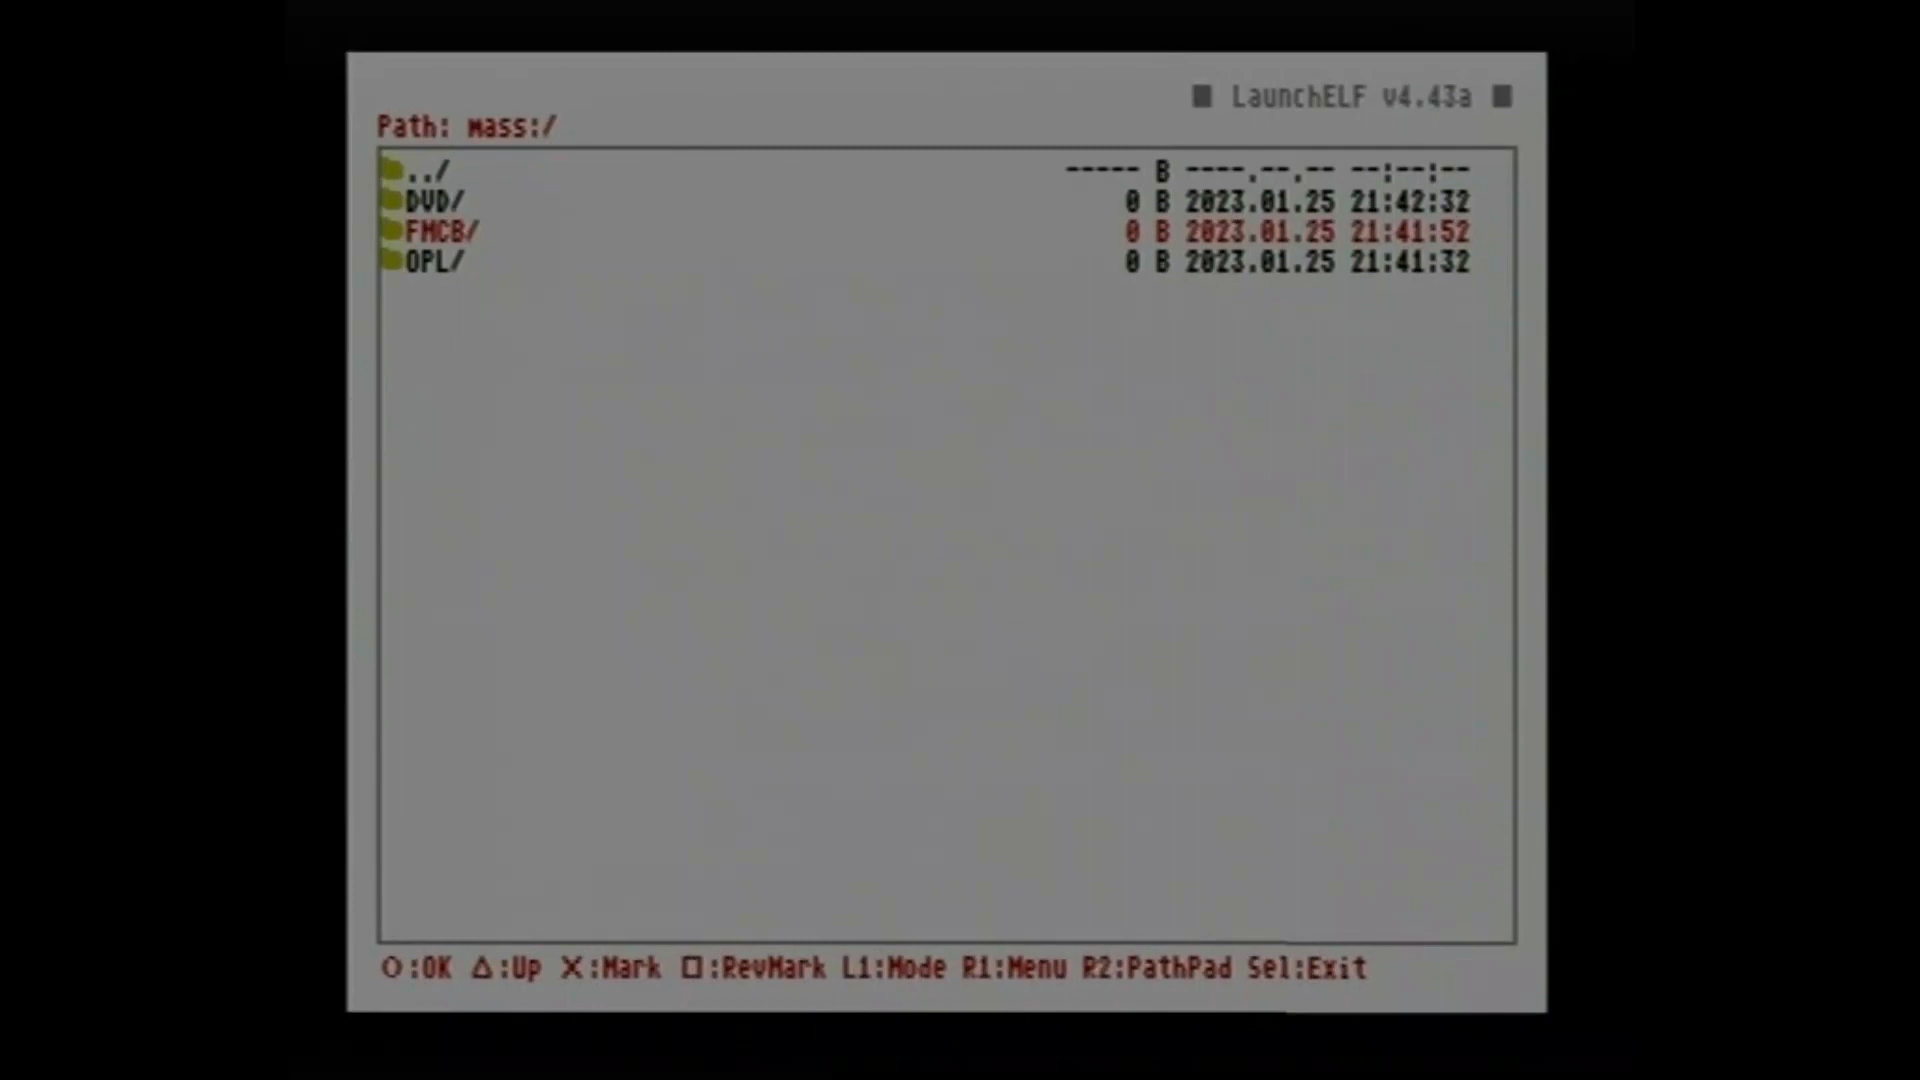 ■ LaunchELF v4.43a ■
Path: mass:/
../ ----- B ----.--.-- --:--:--
DVD/ 0 B 2023.01.25 21:42:32
FMCB/ 0 B 2023.01.25 21:41:52
OPL/ 0 B 2023.01.25 21:41:32
○:OK △:Up ×:Mark □:RevMark L1:Mode R1:Menu R2:PathPad Sel:Exit